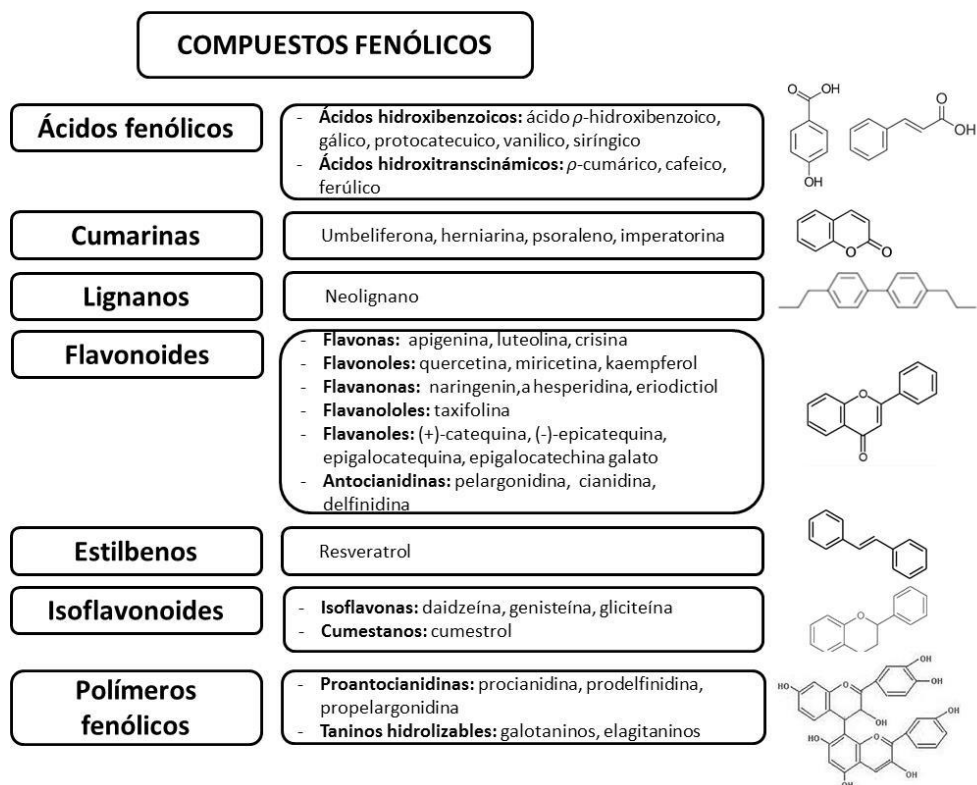 COMPUESTOS FENÓLICOS
Ácidos fenólicos
- Ácidos hidroxibenzoicos: ácido ρ-hidroxibenzoico,
gálico, protocatecuico, vanilico, siríngico
- Ácidos hidroxitranscinámicos: ρ-cumárico, cafeico,
ferúlico
O
OH
OH
O
OH
Cumarinas
Umbeliferona, herniarina, psoraleno, imperatorina
O
O
Lignanos
Neolignano
Flavonoides
- Flavonas: apigenina, luteolina, crisina
- Flavonoles: quercetina, miricetina, kaempferol
- Flavanonas: naringenin,a hesperidina, eriodictiol
- Flavanololes: taxifolina
- Flavanoles: (+)-catequina, (-)-epicatequina,
epigalocatequina, epigalocatechina galato
- Antocianidinas: pelargonidina, cianidina,
delfinidina
O
O
Estilbenos
Resveratrol
Isoflavonoides
- Isoflavonas: daidzeína, genisteína, gliciteína
- Cumestanos: cumestrol
O
Polímeros
fenólicos
- Proantocianidinas: procianidina, prodelfinidina,
propelargonidina
- Taninos hidrolizables: galotaninos, elagitaninos
OH
HO
O
OH
OH
OH
HO
O
OH
OH